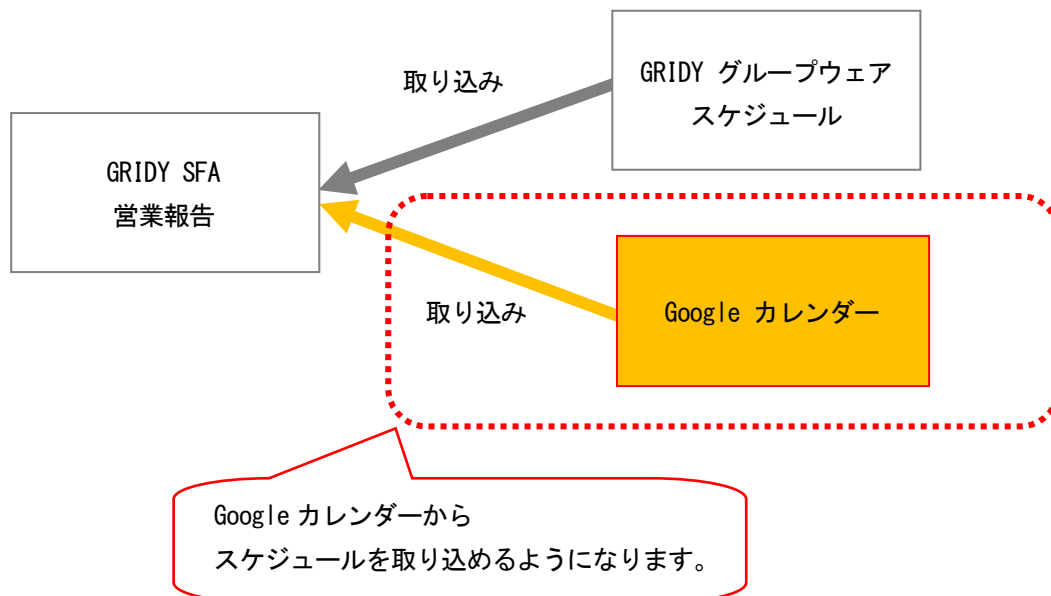 取り込み
GRIDY グループウェア
スケジュール
GRIDY SFA
営業報告
取り込み
Google カレンダー
Google カレンダーから
スケジュールを取り込めるようになります。